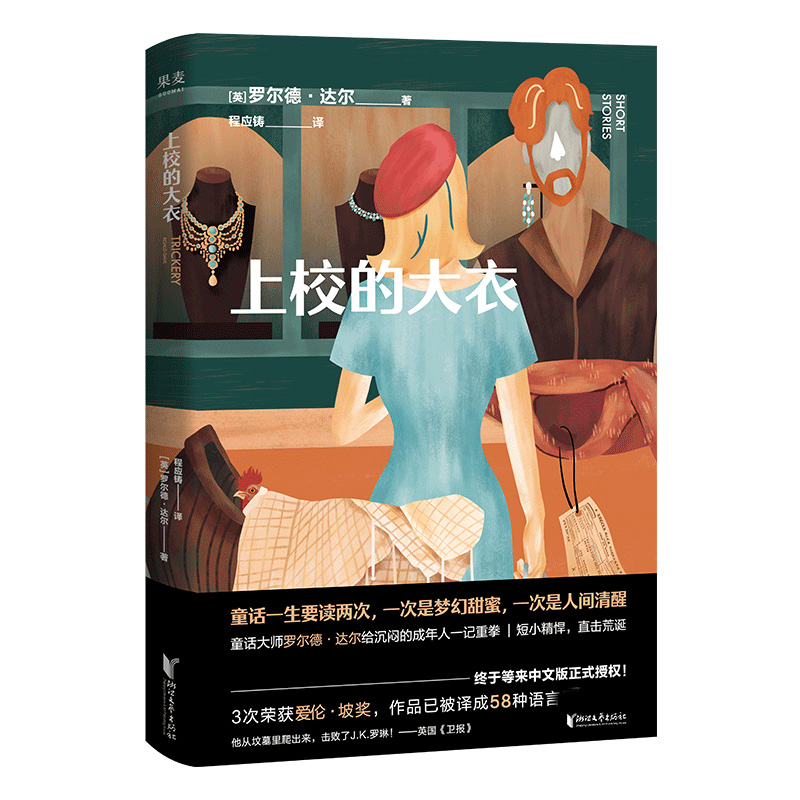 果麦
GUOMAI
上校的大衣
TRICKERY
ROALD DAHL
程应铸 译
[英]罗尔德·达尔 著
[英]罗尔德·达尔 著
程应铸 译
SHORT
STORIES
上校的大衣
童话一生要读两次，一次是梦幻甜蜜，一次是人间清醒
童话大师罗尔德·达尔给沉闷的成年人一记重拳｜短小精悍，直击荒诞
终于等来中文版正式授权！
3次荣获爱伦·坡奖，作品已被译成58种语言
他从坟墓里爬出来，击败了J.K.罗琳！——英国《卫报》
浙江文艺出版社